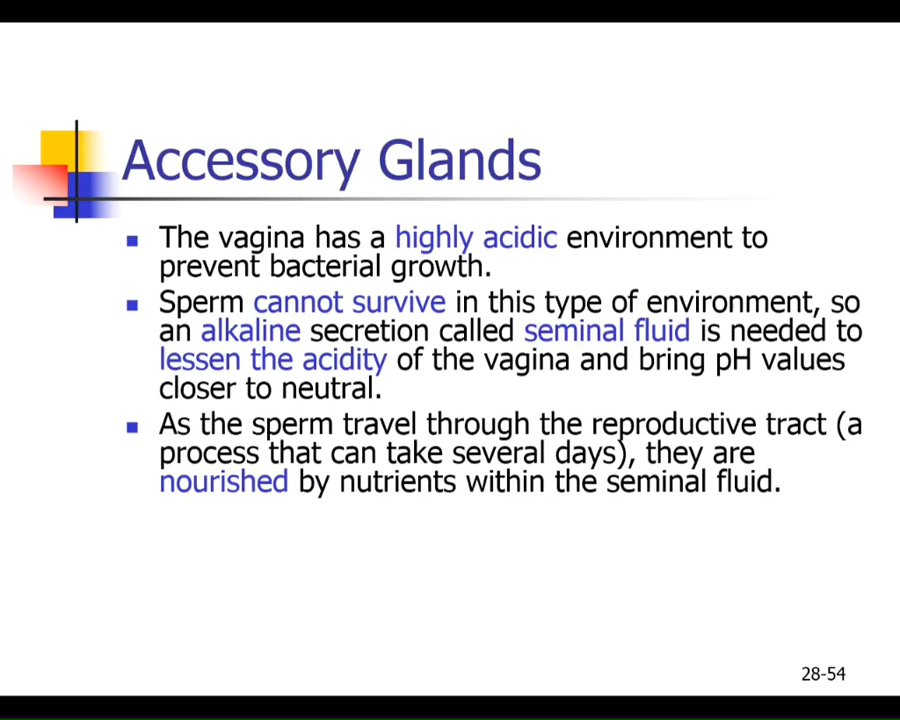 Accessory Glands
The vagina has a highly acidic environment to
prevent bacterial growth.
Sperm cannot survive in this type of environment, so
an alkaline secretion called seminal fluid is needed to
lessen the acidity of the vagina and bring pH values
closer to neutral.
As the sperm travel through the reproductive tract (a
process that can take several days), they are
nourished by nutrients within the seminal fluid.
28-54